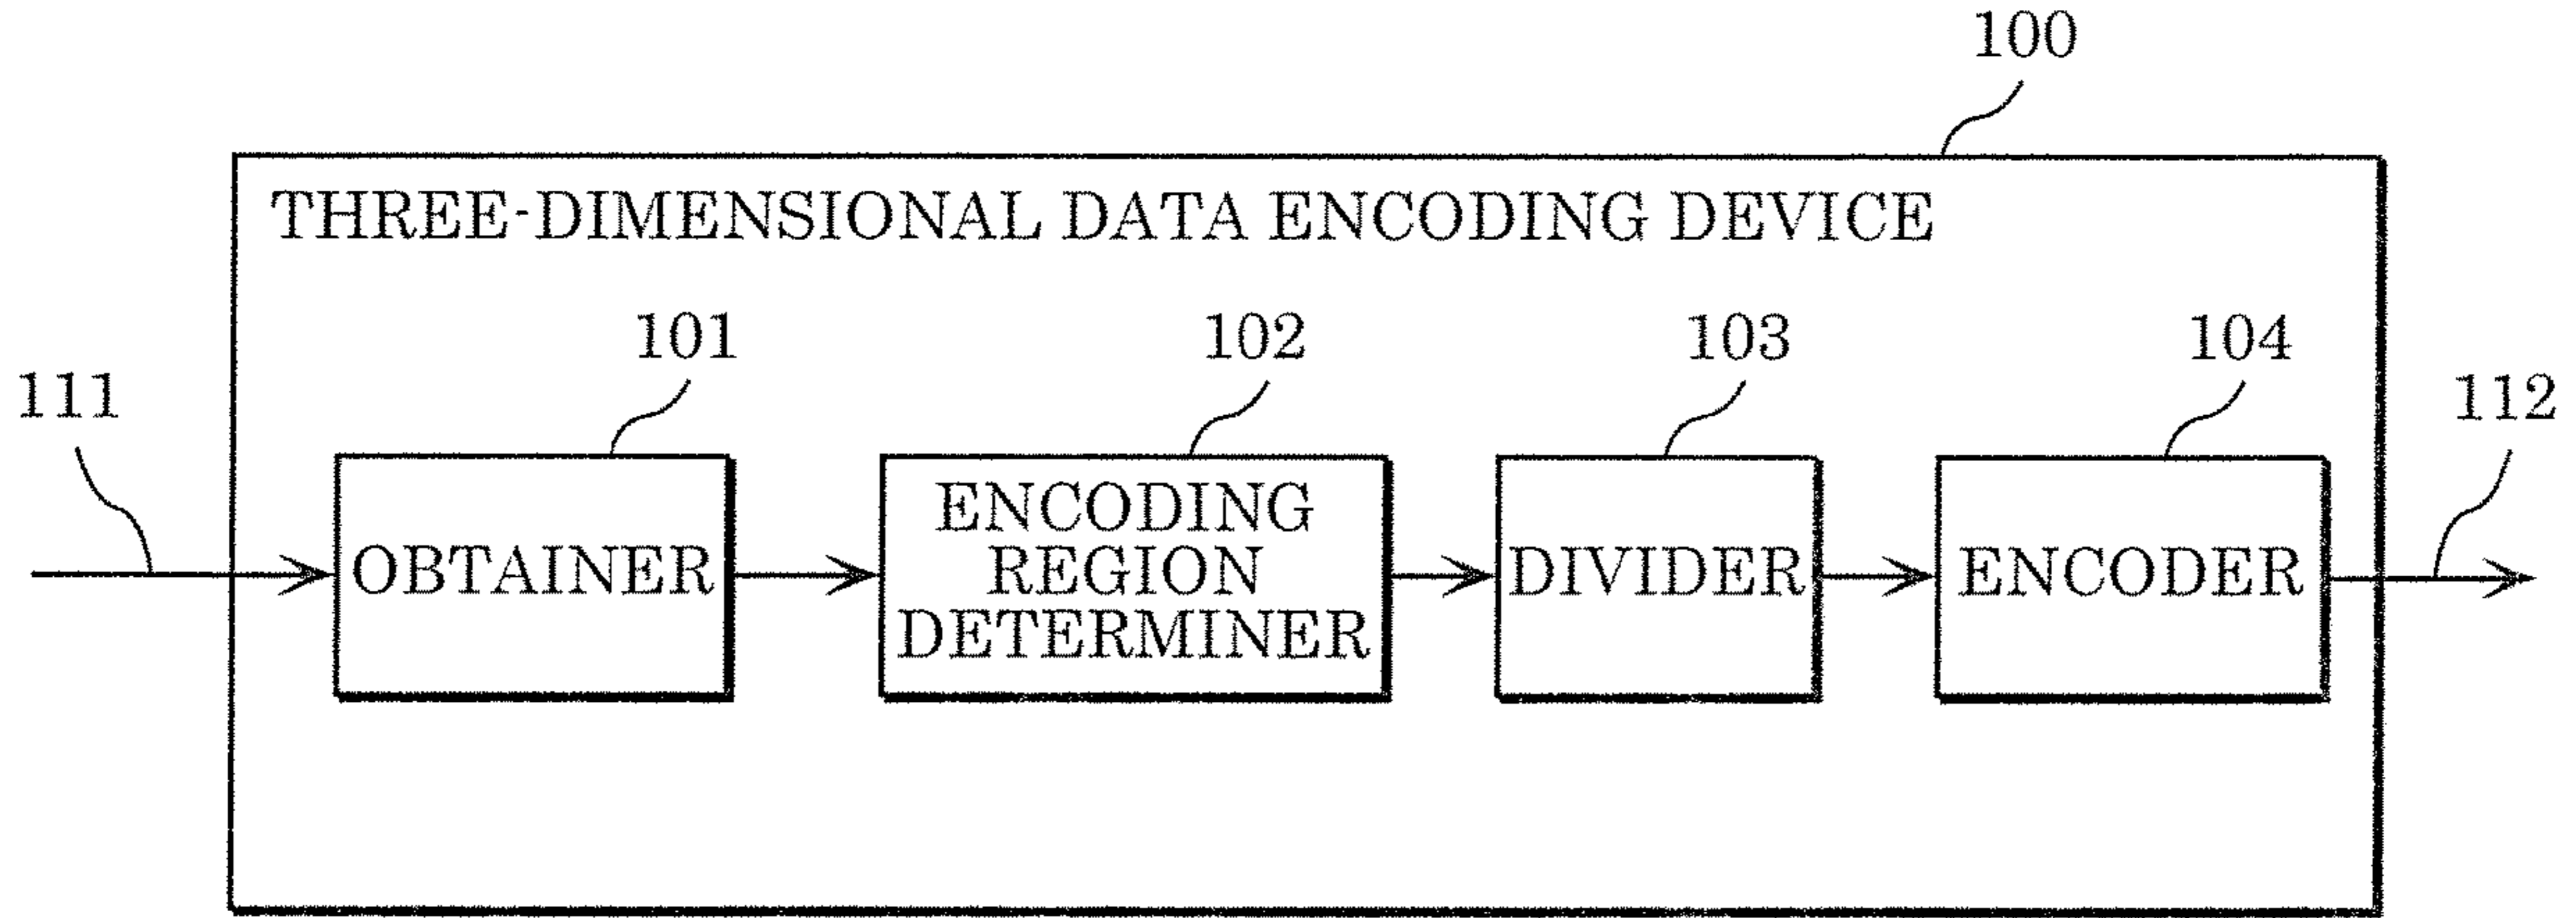 100
THREE-DIMENSIONAL DATA ENCODING DEVICE
101
102
103
104
111
112
OBTAINER
ENCODING
REGION
DETERMINER
DIVIDER
ENCODER